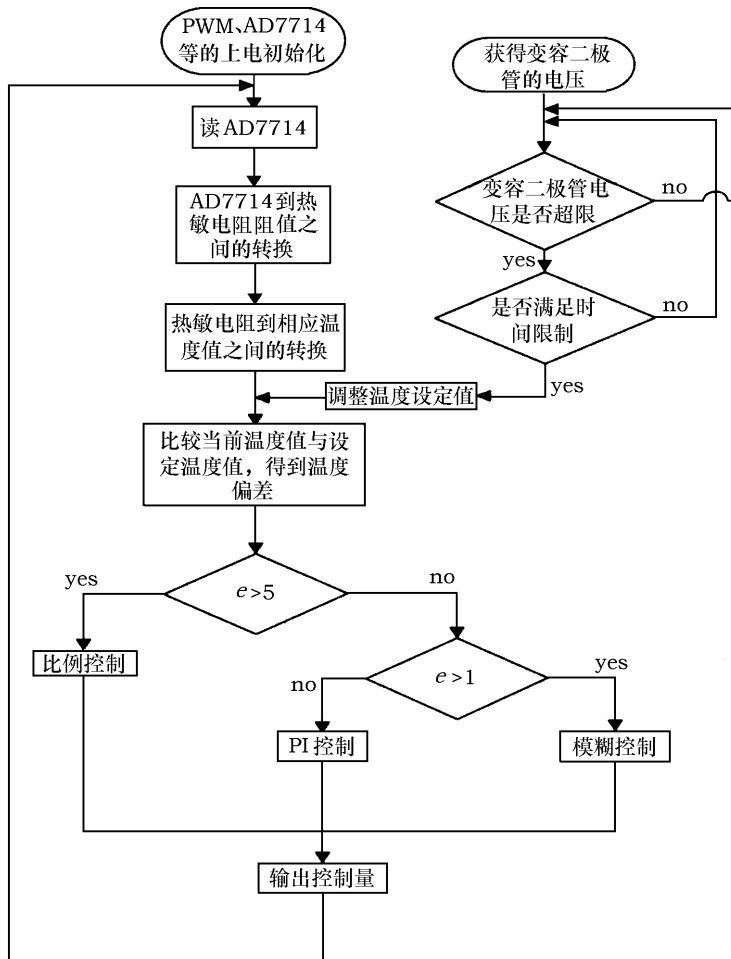 PWM、AD7714
等的上电初始化
读AD7714
AD7714到热
敏电阻阻值之
间的转换
热敏电阻到相应温
度值之间的转换
获得变容二极
管的电压
变容二极管电
压是否超限
no
yes
是否满足时
间限制
no
yes
调整温度设定值
比较当前温度值与设
定温度值，得到温度
偏差
yes
e>5
no
比例控制
no
e>1
yes
PI控制
模糊控制
输出控制量